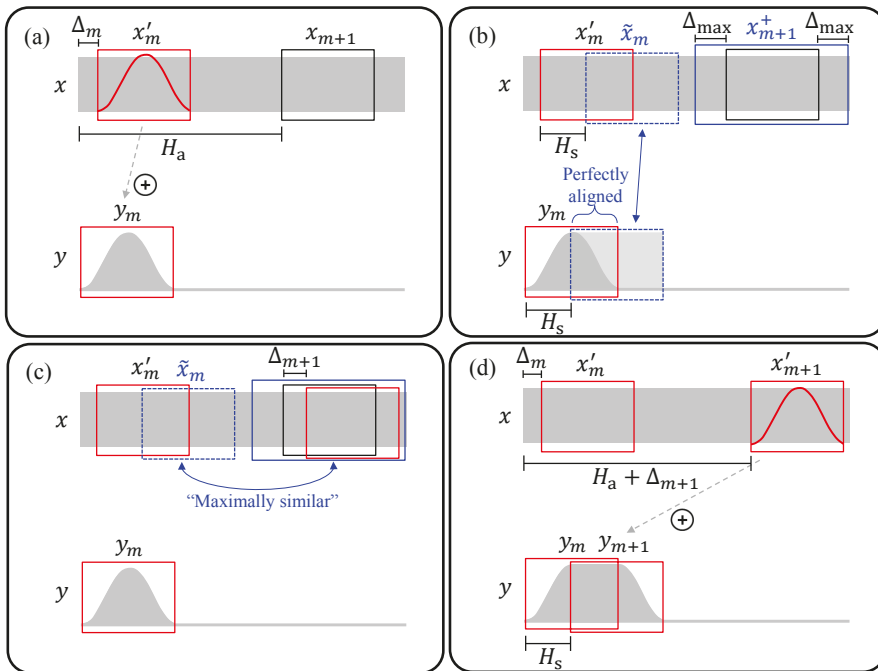 (a)
Δₘ x′ₘ xₘ₊₁
x
Hₐ
+
yₘ
y
(b)
x′ₘ x̃ₘ Δₘₐₓ x⁺ₘ₊₁ Δₘₐₓ
x
Hₛ
Perfectly
aligned
yₘ
y
Hₛ
(c)
x′ₘ x̃ₘ Δₘ₊₁
x
“Maximally similar”
yₘ
y
(d)
Δₘ x′ₘ x′ₘ₊₁
x
Hₐ + Δₘ₊₁
+
yₘ yₘ₊₁
y
Hₛ